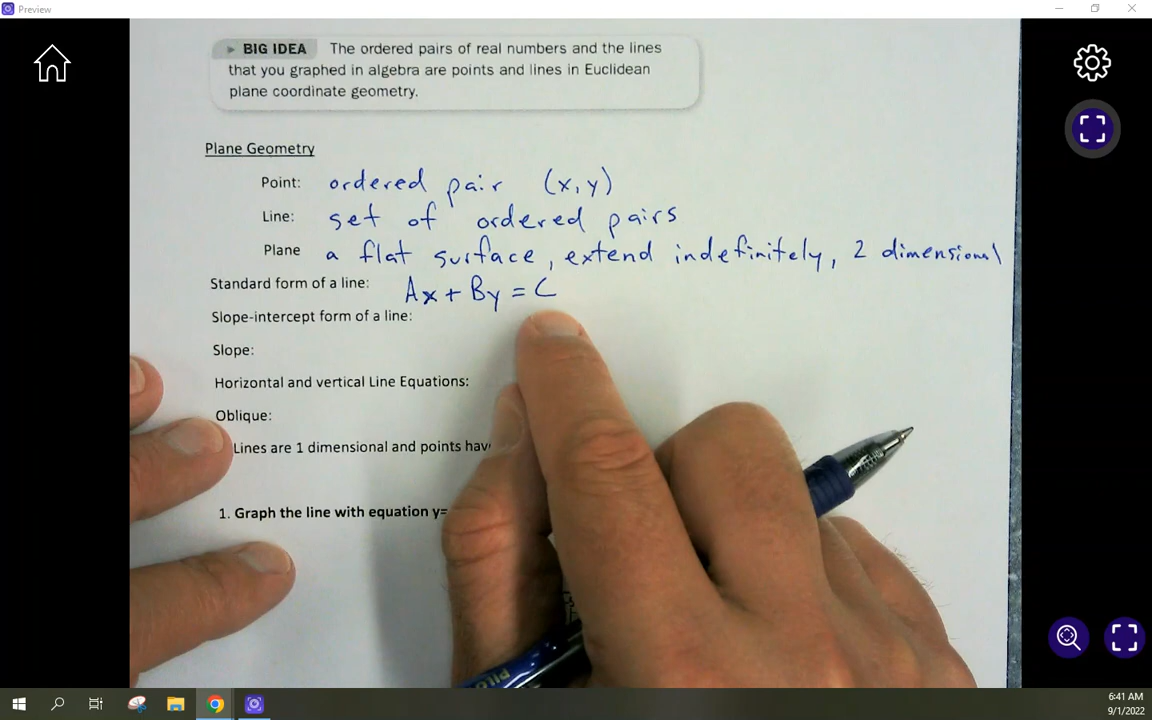 Preview
► BIG IDEA The ordered pairs of real numbers and the lines
that you graphed in algebra are points and lines in Euclidean
plane coordinate geometry.
Plane Geometry
Point: ordered pair (x,y)
Line: set of ordered pairs
Plane a flat surface, extend indefinitely, 2 dimensional
Standard form of a line: Ax + By = C
Slope-intercept form of a line:
Slope:
Horizontal and vertical Line Equations:
Oblique:
Lines are 1 dimensional and points hav
1. Graph the line with equation y=
PILOT
6:41 AM
9/1/2022